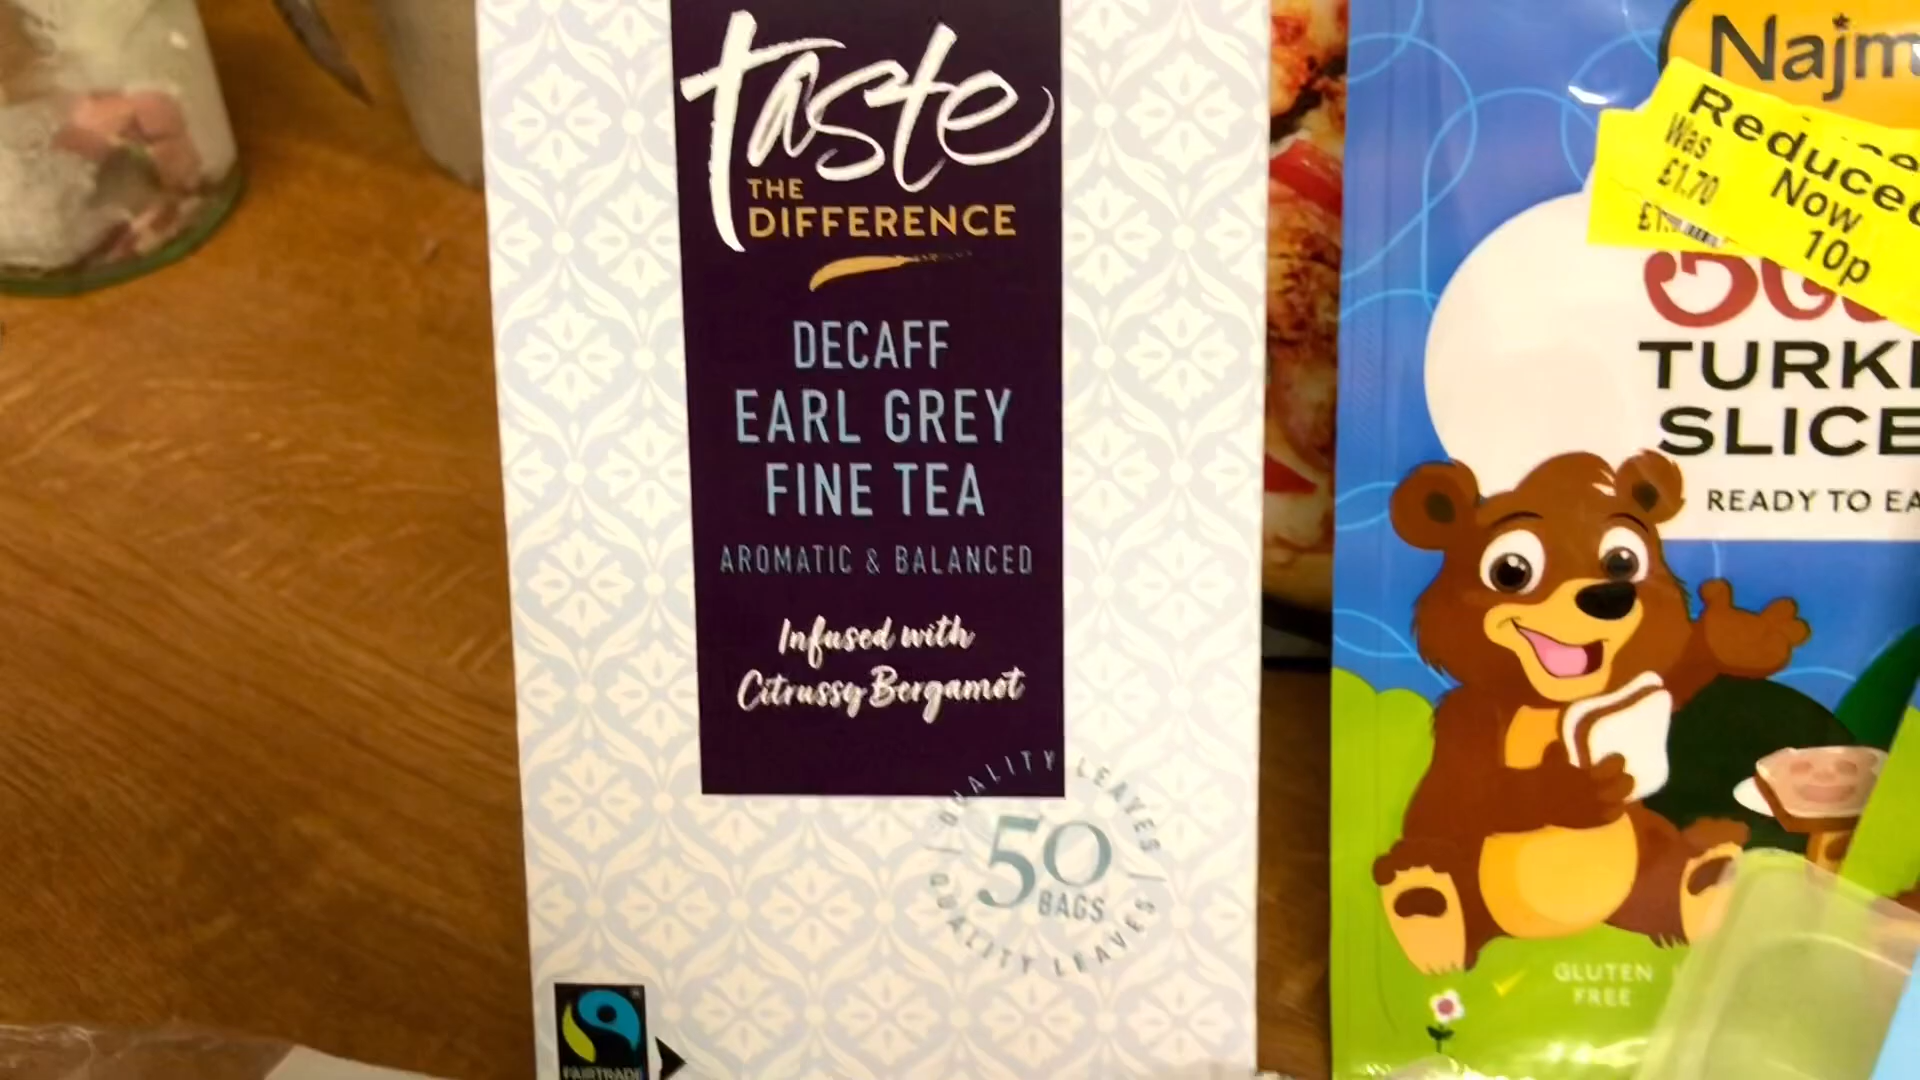 taste
THE
DIFFERENCE
DECAFF
EARL GREY
FINE TEA
AROMATIC & BALANCED
Infused with
Citrussy Bergamot
QUALITY LEAVES
50
BAGS
QUALITY LEAVES
FAIRTRADE
Najm
Reduced
Was
£1.70
Now
10p
TURK
SLICE
READY TO EA
GLUTEN
FREE